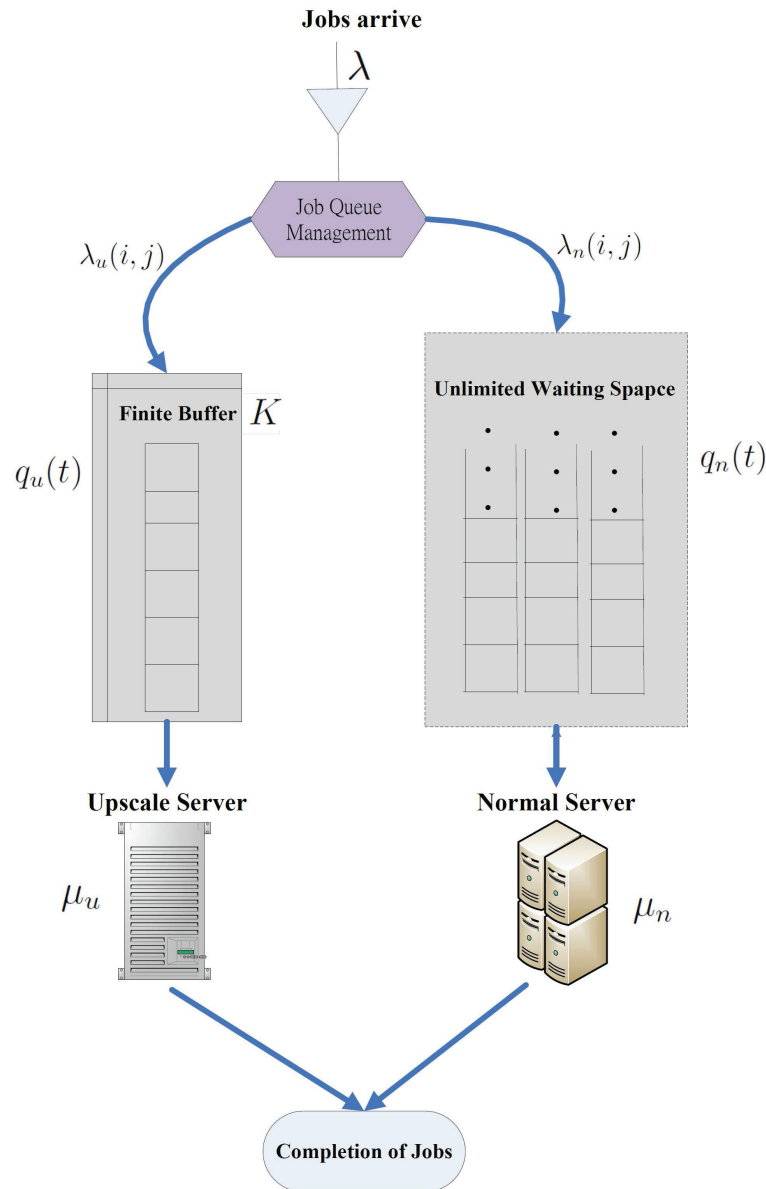 Jobs arrive
λ
Job Queue
Management
λ_u(i, j)
λ_n(i, j)
Finite Buffer K
Unlimited Waiting Spapce
q_u(t)
q_n(t)
Upscale Server
Normal Server
μ_u
μ_n
Completion of Jobs